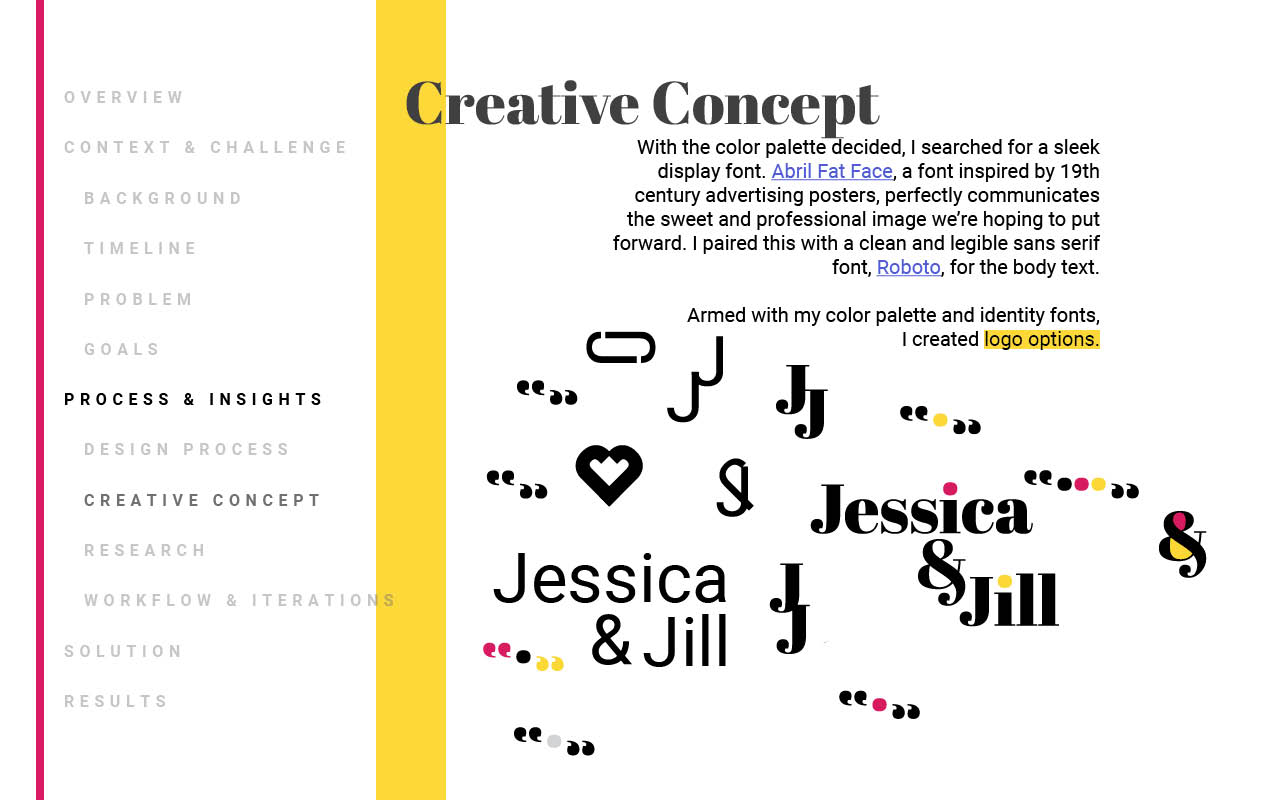 OVERVIEW
CONTEXT & CHALLENGE
BACKGROUND
TIMELINE
PROBLEM
GOALS
PROCESS & INSIGHTS
DESIGN PROCESS
CREATIVE CONCEPT
RESEARCH
WORKFLOW & ITERATIONS
SOLUTION
RESULTS
Creative Concept
With the color palette decided, I searched for a sleek
display font. Abril Fat Face, a font inspired by 19th
century advertising posters, perfectly communicates
the sweet and professional image we’re hoping to put
forward. I paired this with a clean and legible sans serif
font, Roboto, for the body text.
Armed with my color palette and identity fonts,
I created logo options.
JJ
JJ
&
Jessica
&
Jill
&
Jessica
& Jill
JJ